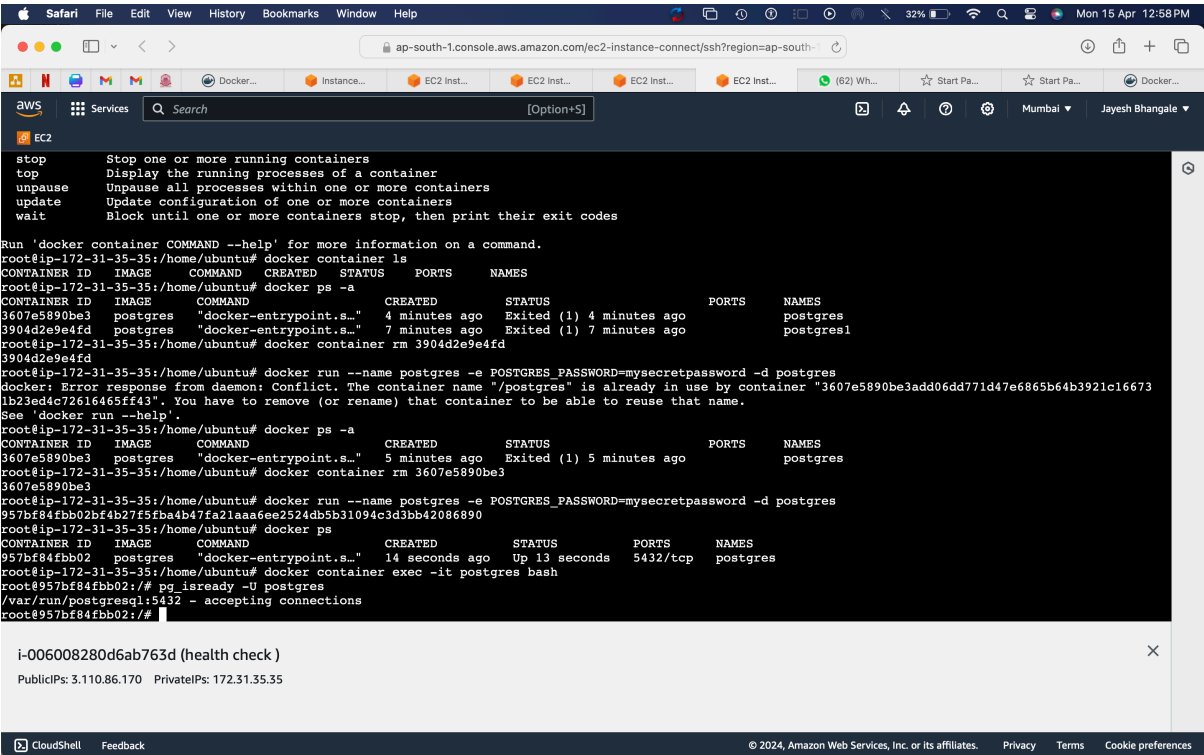 Safari File Edit View History Bookmarks Window Help 32% Mon 15 Apr 12:58 PM
ap-south-1.console.aws.amazon.com/ec2-instance-connect/ssh?region=ap-south-1
Docker... Instance... EC2 Inst... EC2 Inst... EC2 Inst... EC2 Inst... (62) Wh... Start Pa... Start Pa... Docker...
aws Services Search [Option+S] Mumbai ▼ Jayesh Bhangale ▼
EC2
stop Stop one or more running containers
top Display the running processes of a container
unpause Unpause all processes within one or more containers
update Update configuration of one or more containers
wait Block until one or more containers stop, then print their exit codes
Run 'docker container COMMAND --help' for more information on a command.
root@ip-172-31-35-35:/home/ubuntu# docker container ls
CONTAINER ID IMAGE COMMAND CREATED STATUS PORTS NAMES
root@ip-172-31-35-35:/home/ubuntu# docker ps -a
CONTAINER ID IMAGE COMMAND CREATED STATUS PORTS NAMES
3607e5890be3 postgres "docker-entrypoint.s…" 4 minutes ago Exited (1) 4 minutes ago postgres
3904d2e9e4fd postgres "docker-entrypoint.s…" 7 minutes ago Exited (1) 7 minutes ago postgres1
root@ip-172-31-35-35:/home/ubuntu# docker container rm 3904d2e9e4fd
3904d2e9e4fd
root@ip-172-31-35-35:/home/ubuntu# docker run --name postgres -e POSTGRES_PASSWORD=mysecretpassword -d postgres
docker: Error response from daemon: Conflict. The container name "/postgres" is already in use by container "3607e5890be3add06dd771d47e6865b64b3921c16673
1b23ed4c72616465ff43". You have to remove (or rename) that container to be able to reuse that name.
See 'docker run --help'.
root@ip-172-31-35-35:/home/ubuntu# docker ps -a
CONTAINER ID IMAGE COMMAND CREATED STATUS PORTS NAMES
3607e5890be3 postgres "docker-entrypoint.s…" 5 minutes ago Exited (1) 5 minutes ago postgres
root@ip-172-31-35-35:/home/ubuntu# docker container rm 3607e5890be3
3607e5890be3
root@ip-172-31-35-35:/home/ubuntu# docker run --name postgres -e POSTGRES_PASSWORD=mysecretpassword -d postgres
957bf84fbb02bf4b27f5fba4b47fa21aaa6ee2524db5b31094c3d3bb42086890
root@ip-172-31-35-35:/home/ubuntu# docker ps
CONTAINER ID IMAGE COMMAND CREATED STATUS PORTS NAMES
957bf84fbb02 postgres "docker-entrypoint.s…" 14 seconds ago Up 13 seconds 5432/tcp postgres
root@ip-172-31-35-35:/home/ubuntu# docker container exec -it postgres bash
root@957bf84fbb02:/# pg_isready -U postgres
/var/run/postgresql:5432 - accepting connections
root@957bf84fbb02:/#
i-006008280d6ab763d (health check )
PublicIPs: 3.110.86.170 PrivateIPs: 172.31.35.35
CloudShell Feedback © 2024, Amazon Web Services, Inc. or its affiliates. Privacy Terms Cookie preferences